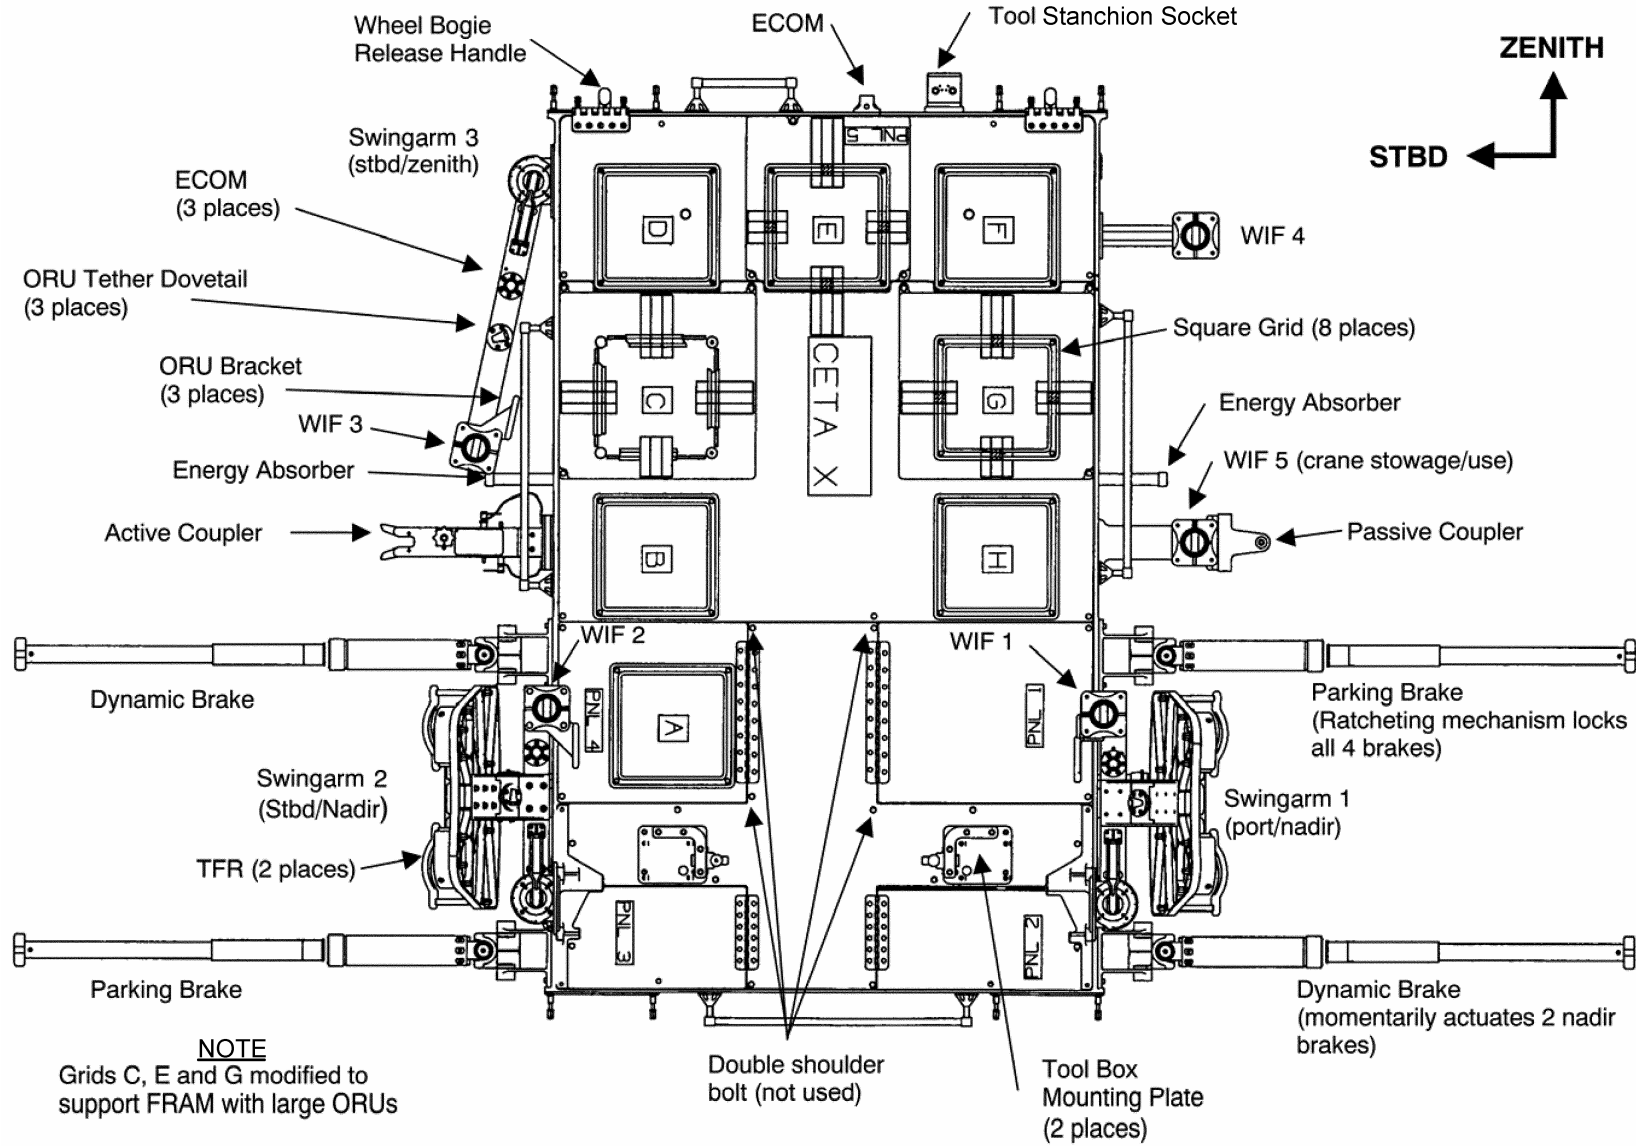 Wheel Bogie
Release Handle
ECOM
Tool Stanchion Socket
ZENITH
STBD
Swingarm 3
(stbd/zenith)
PNL 5
ECOM
(3 places)
D
E
F
WIF 4
ORU Tether Dovetail
(3 places)
Square Grid (8 places)
ORU Bracket
(3 places)
CETA X
C
G
Energy Absorber
WIF 3
WIF 5 (crane stowage/use)
Energy Absorber
Active Coupler
B
H
Passive Coupler
WIF 2
WIF 1
Dynamic Brake
PNL 4
A
PNL 1
Parking Brake
(Ratcheting mechanism locks
all 4 brakes)
Swingarm 2
(Stbd/Nadir)
Swingarm 1
(port/nadir)
TFR (2 places)
PNL 3
PNL 2
Parking Brake
Dynamic Brake
(momentarily actuates 2 nadir
brakes)
NOTE
Grids C, E and G modified to
support FRAM with large ORUs
Double shoulder
bolt (not used)
Tool Box
Mounting Plate
(2 places)